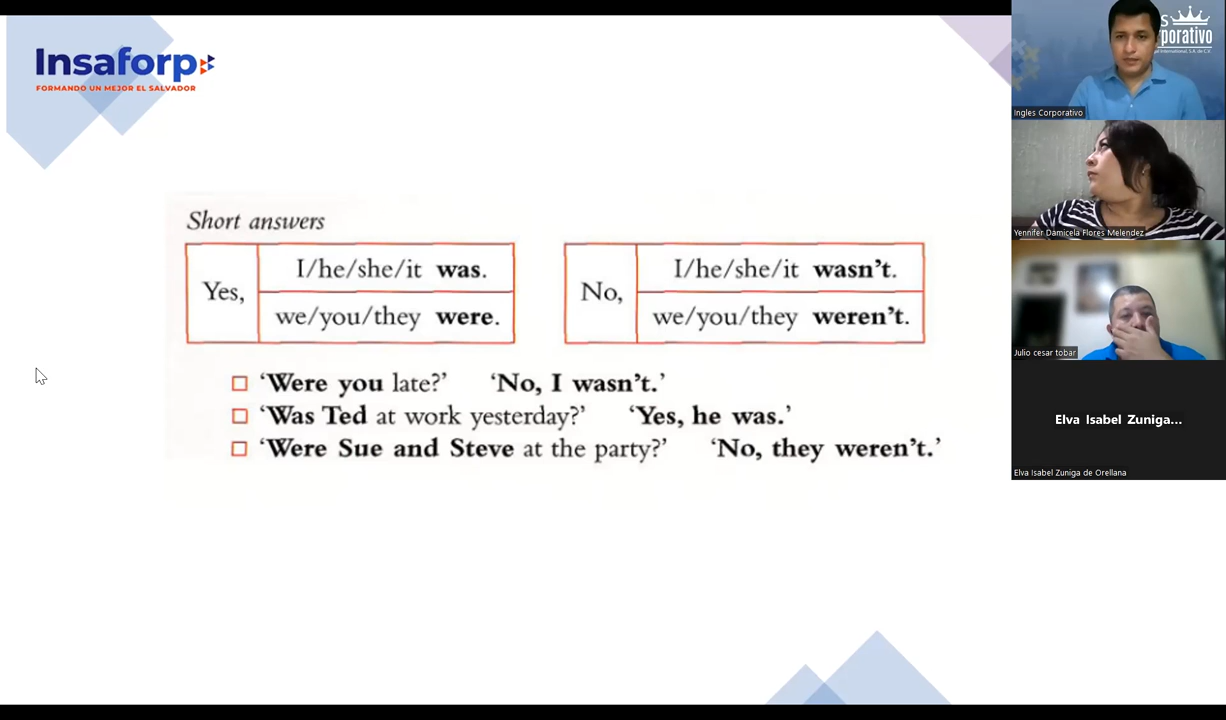 Insaforp
FORMANDO UN MEJOR EL SALVADOR
Short answers
Yes,
I/he/she/it was.
we/you/they were.
No,
I/he/she/it wasn't.
we/you/they weren't.
'Were you late?' 'No, I wasn't.'
'Was Ted at work yesterday?' 'Yes, he was.'
'Were Sue and Steve at the party?' 'No, they weren't.'
Ingles Corporativo
Yennifer Damicela Flores Melendez
Julio cesar tobar
Elva Isabel Zuniga...
Elva Isabel Zuniga de Orellana